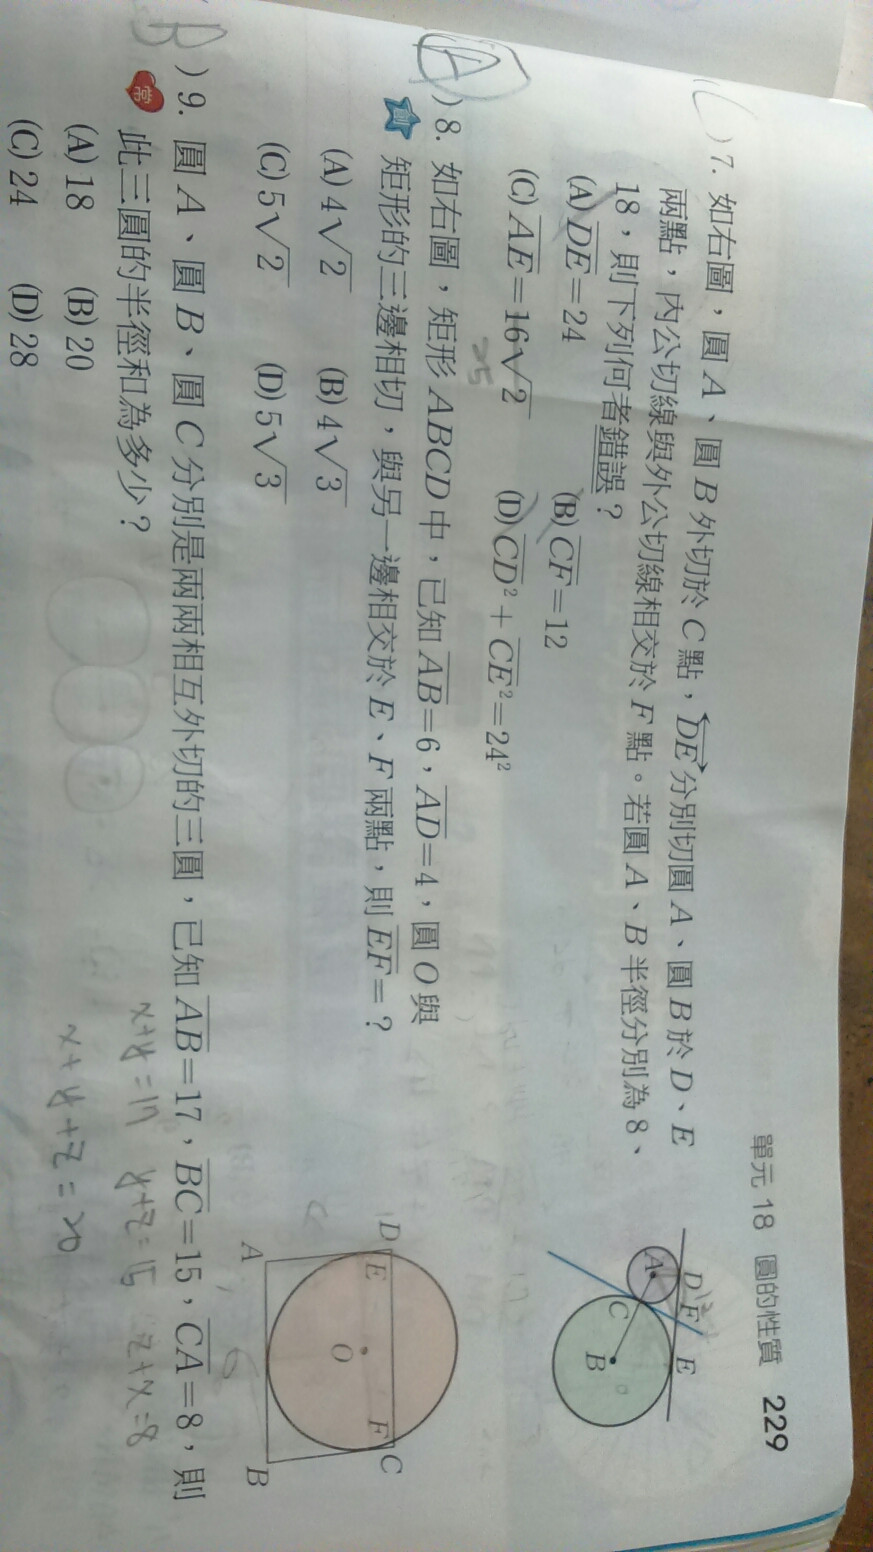 單元 18 圓的性質 229
( C ) 7. 如右圖，圓 A、圓 B 外切於 C 點，DE 分別切圓 A、圓 B 於 D、E
兩點，內公切線與外公切線相交於 F 點。若圓 A、B 半徑分別為 8、
18，則下列何者錯誤？
(A) DE=24 (B) CF=12
(C) AE=16√2 (D) CD²+CE²=24²
A D F E C B
( A ) 8. 如右圖，矩形 ABCD 中，已知 AB=6，AD=4，圓 O 與
創 矩形的三邊相切，與另一邊相交於 E、F 兩點，則 EF=？
(A) 4√2 (B) 4√3
(C) 5√2 (D) 5√3
D E F C O A B
( B ) 9. 圓 A、圓 B、圓 C 分別是兩兩相互外切的三圓，已知 AB=17，BC=15，CA=8，則
常 此三圓的半徑和為多少？
(A) 18 (B) 20
(C) 24 (D) 28
x+y=17 y+z=15 z+x=8
x+y+z=20